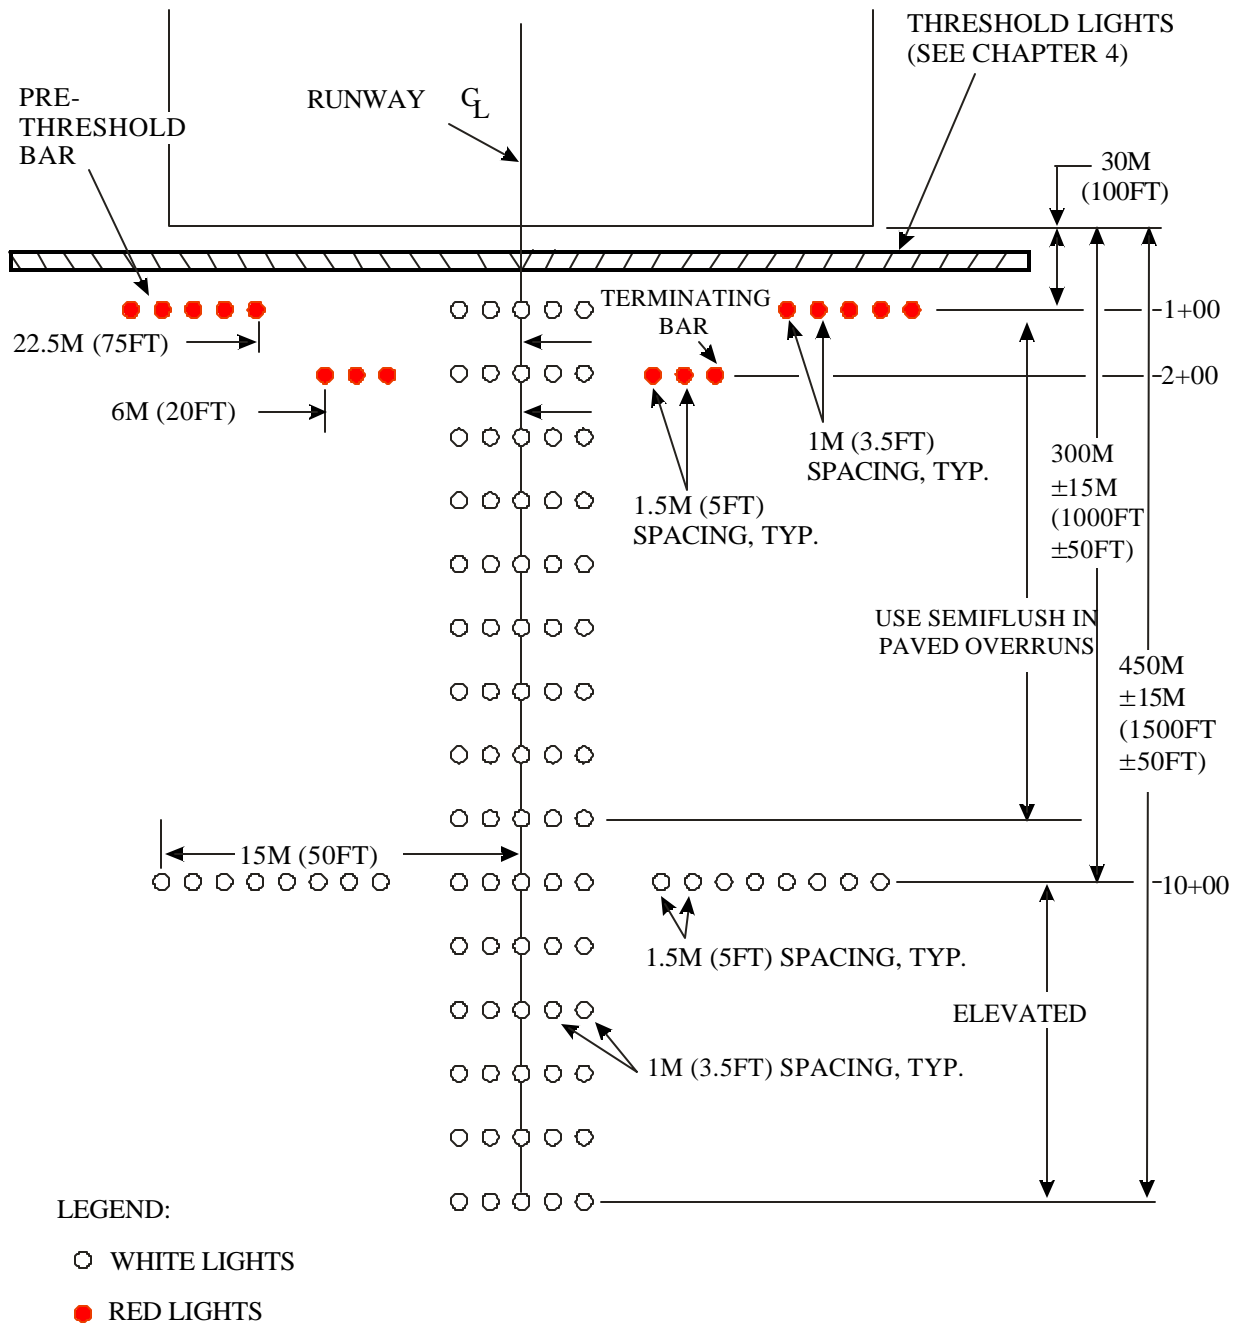 THRESHOLD LIGHTS
(SEE CHAPTER 4)
PRE-
THRESHOLD
BAR
RUNWAY CL
30M
(100FT)
TERMINATING
BAR
1+00
22.5M (75FT)
2+00
6M (20FT)
1M (3.5FT)
SPACING, TYP.
1.5M (5FT)
SPACING, TYP.
300M
±15M
(1000FT
±50FT)
USE SEMIFLUSH IN
PAVED OVERRUNS
450M
±15M
(1500FT
±50FT)
15M (50FT)
10+00
1.5M (5FT) SPACING, TYP.
ELEVATED
1M (3.5FT) SPACING, TYP.
LEGEND:
WHITE LIGHTS
RED LIGHTS